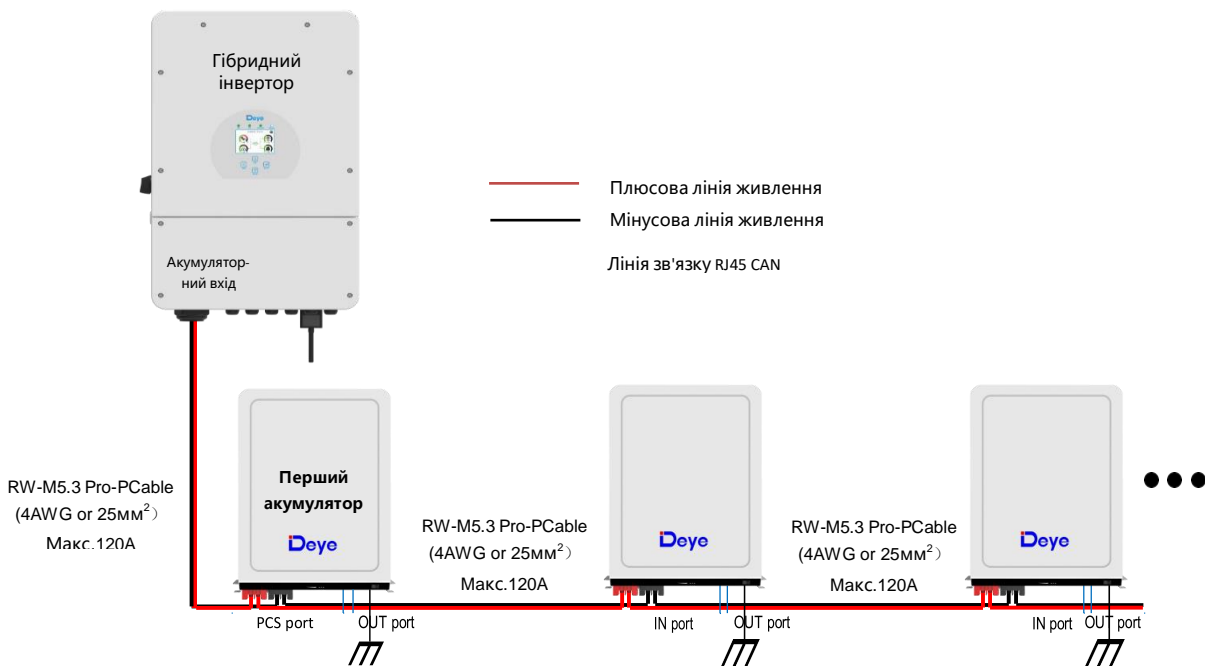 Гібридний
інвертор
Deye
Плюсова лінія живлення
Мінусова лінія живлення
Лінія зв'язку RJ45 CAN
Акумулятор-
ний вхід
RW-M5.3 Pro-PCable
(4AWG or 25мм²)
Макс.120A
Перший
акумулятор
Deye
RW-M5.3 Pro-PCable
(4AWG or 25мм²)
Макс.120A
Deye
RW-M5.3 Pro-PCable
(4AWG or 25мм²)
Макс.120A
Deye
PCS port
OUT port
IN port
OUT port
IN port
OUT port